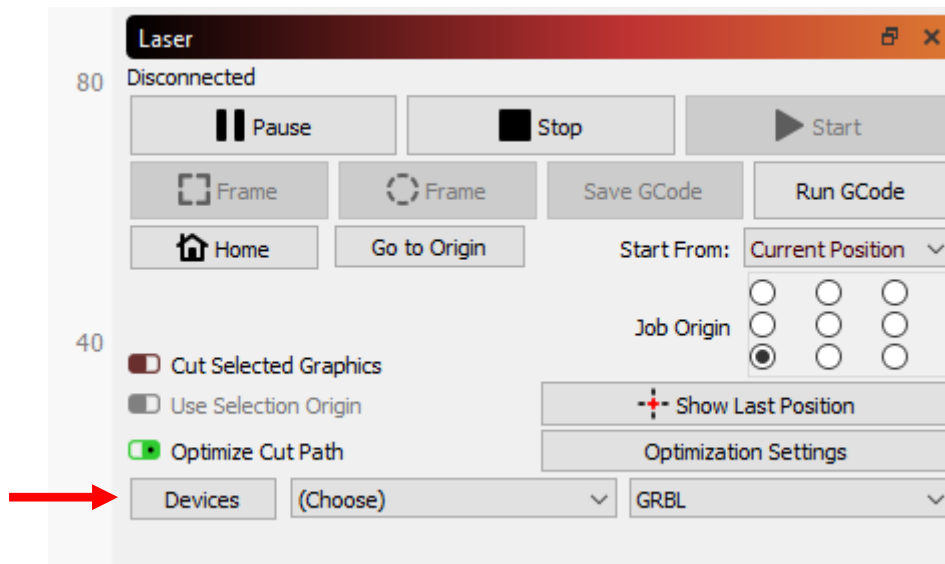 Laser
80
Disconnected
Pause Stop Start
Frame Frame Save GCode Run GCode
Home Go to Origin Start From: Current Position
Job Origin
40
Cut Selected Graphics
Use Selection Origin Show Last Position
Optimize Cut Path Optimization Settings
Devices (Choose) GRBL